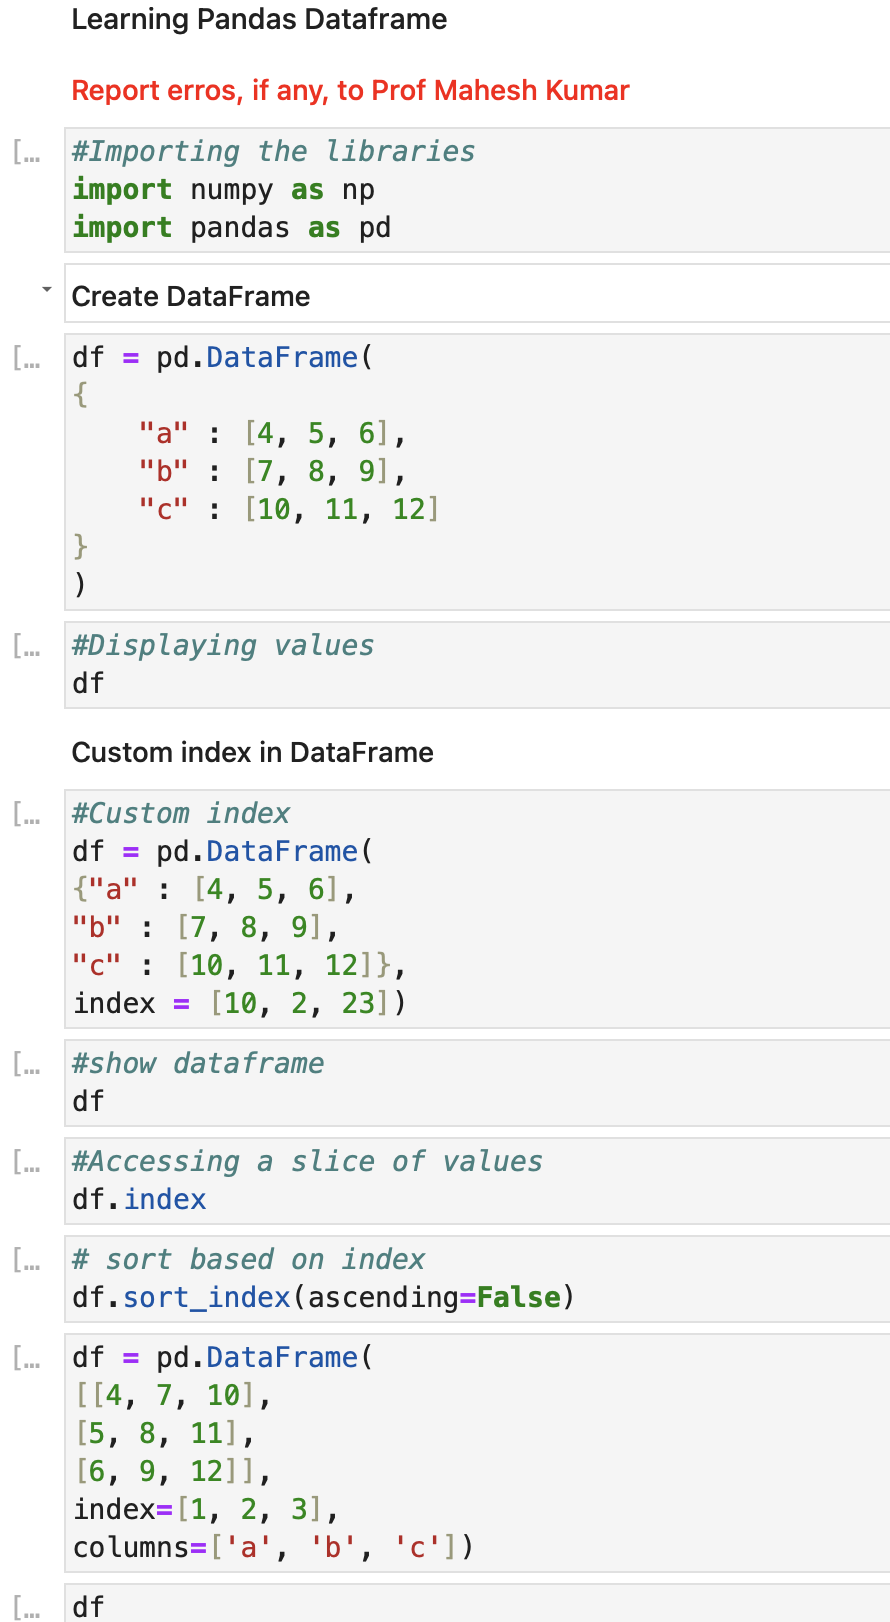 Learning Pandas Dataframe
Report erros, if any, to Prof Mahesh Kumar
[…
#Importing the libraries
import numpy as np
import pandas as pd
Create DataFrame
[…
df = pd.DataFrame(
{
    "a" : [4, 5, 6],
    "b" : [7, 8, 9],
    "c" : [10, 11, 12]
}
)
[…
#Displaying values
df
Custom index in DataFrame
[…
#Custom index
df = pd.DataFrame(
{"a" : [4, 5, 6],
"b" : [7, 8, 9],
"c" : [10, 11, 12]},
index = [10, 2, 23])
[…
#show dataframe
df
[…
#Accessing a slice of values
df.index
[…
# sort based on index
df.sort_index(ascending=False)
[…
df = pd.DataFrame(
[[4, 7, 10],
[5, 8, 11],
[6, 9, 12]],
index=[1, 2, 3],
columns=['a', 'b', 'c'])
[…
df